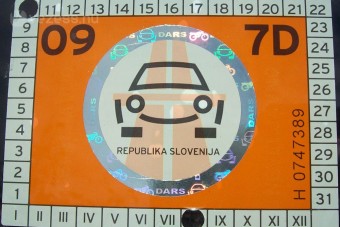 11 12 13 14 15 16 17 18 19 20 21 22
9 8 7 6 5 4 3 2 1
09 7D
DARS
REPUBLIKA SLOVENIJA
DARS
H 0747389
23 24 25 26 27 28 29 30 31
I II III IV V VI VII IX X XI XII